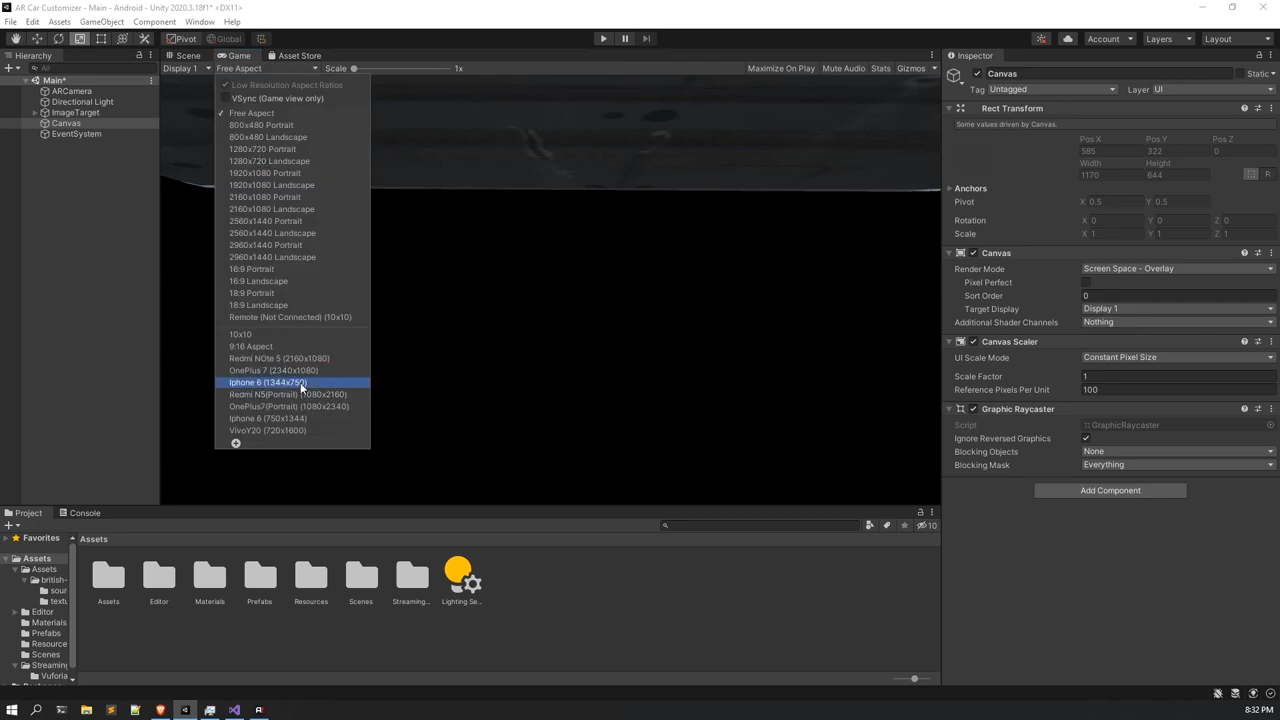 AR Car Customizer - Main - Android - Unity 2020.3.18f1* <DX11>
File Edit Assets GameObject Component Window Help
Pivot Global Account Layers Layout
Hierarchy
All
Main*
ARCamera
Directional Light
ImageTarget
Canvas
EventSystem
Scene Game Asset Store
Display 1 Free Aspect Scale 1x Maximize On Play Mute Audio Stats Gizmos
Low Resolution Aspect Ratios
VSync (Game view only)
Free Aspect
800x480 Portrait
800x480 Landscape
1280x720 Portrait
1280x720 Landscape
1920x1080 Portrait
1920x1080 Landscape
2160x1080 Portrait
2160x1080 Landscape
2560x1440 Portrait
2560x1440 Landscape
2960x1440 Portrait
2960x1440 Landscape
16:9 Portrait
16:9 Landscape
18:9 Portrait
18:9 Landscape
Remote (Not Connected) (10x10)
10x10
9:16 Aspect
Redmi NOte 5 (2160x1080)
OnePlus 7 (2340x1080)
Iphone 6 (1344x750)
Redmi N5(Portrait) (1080x2160)
OnePlus7(Portrait) (1080x2340)
Iphone 6 (750x1344)
VivoY20 (720x1600)
Inspector
Canvas Static
Tag Untagged Layer UI
Rect Transform
Some values driven by Canvas.
Pos X Pos Y Pos Z
585 322 0
Width Height
1170 644
R
Anchors
Pivot X 0.5 Y 0.5
Rotation X 0 Y 0 Z 0
Scale X 1 Y 1 Z 1
Canvas
Render Mode Screen Space - Overlay
Pixel Perfect
Sort Order 0
Target Display Display 1
Additional Shader Channels Nothing
Canvas Scaler
UI Scale Mode Constant Pixel Size
Scale Factor 1
Reference Pixels Per Unit 100
Graphic Raycaster
Script GraphicRaycaster
Ignore Reversed Graphics
Blocking Objects None
Blocking Mask Everything
Add Component
Project Console
10
Favorites
Assets
Assets
british-
sour
textu
Editor
Materials
Prefabs
Resource
Scenes
Streaming
Vuforia
Assets
Assets Editor Materials Prefabs Resources Scenes Streaming... Lighting Se...
8:32 PM